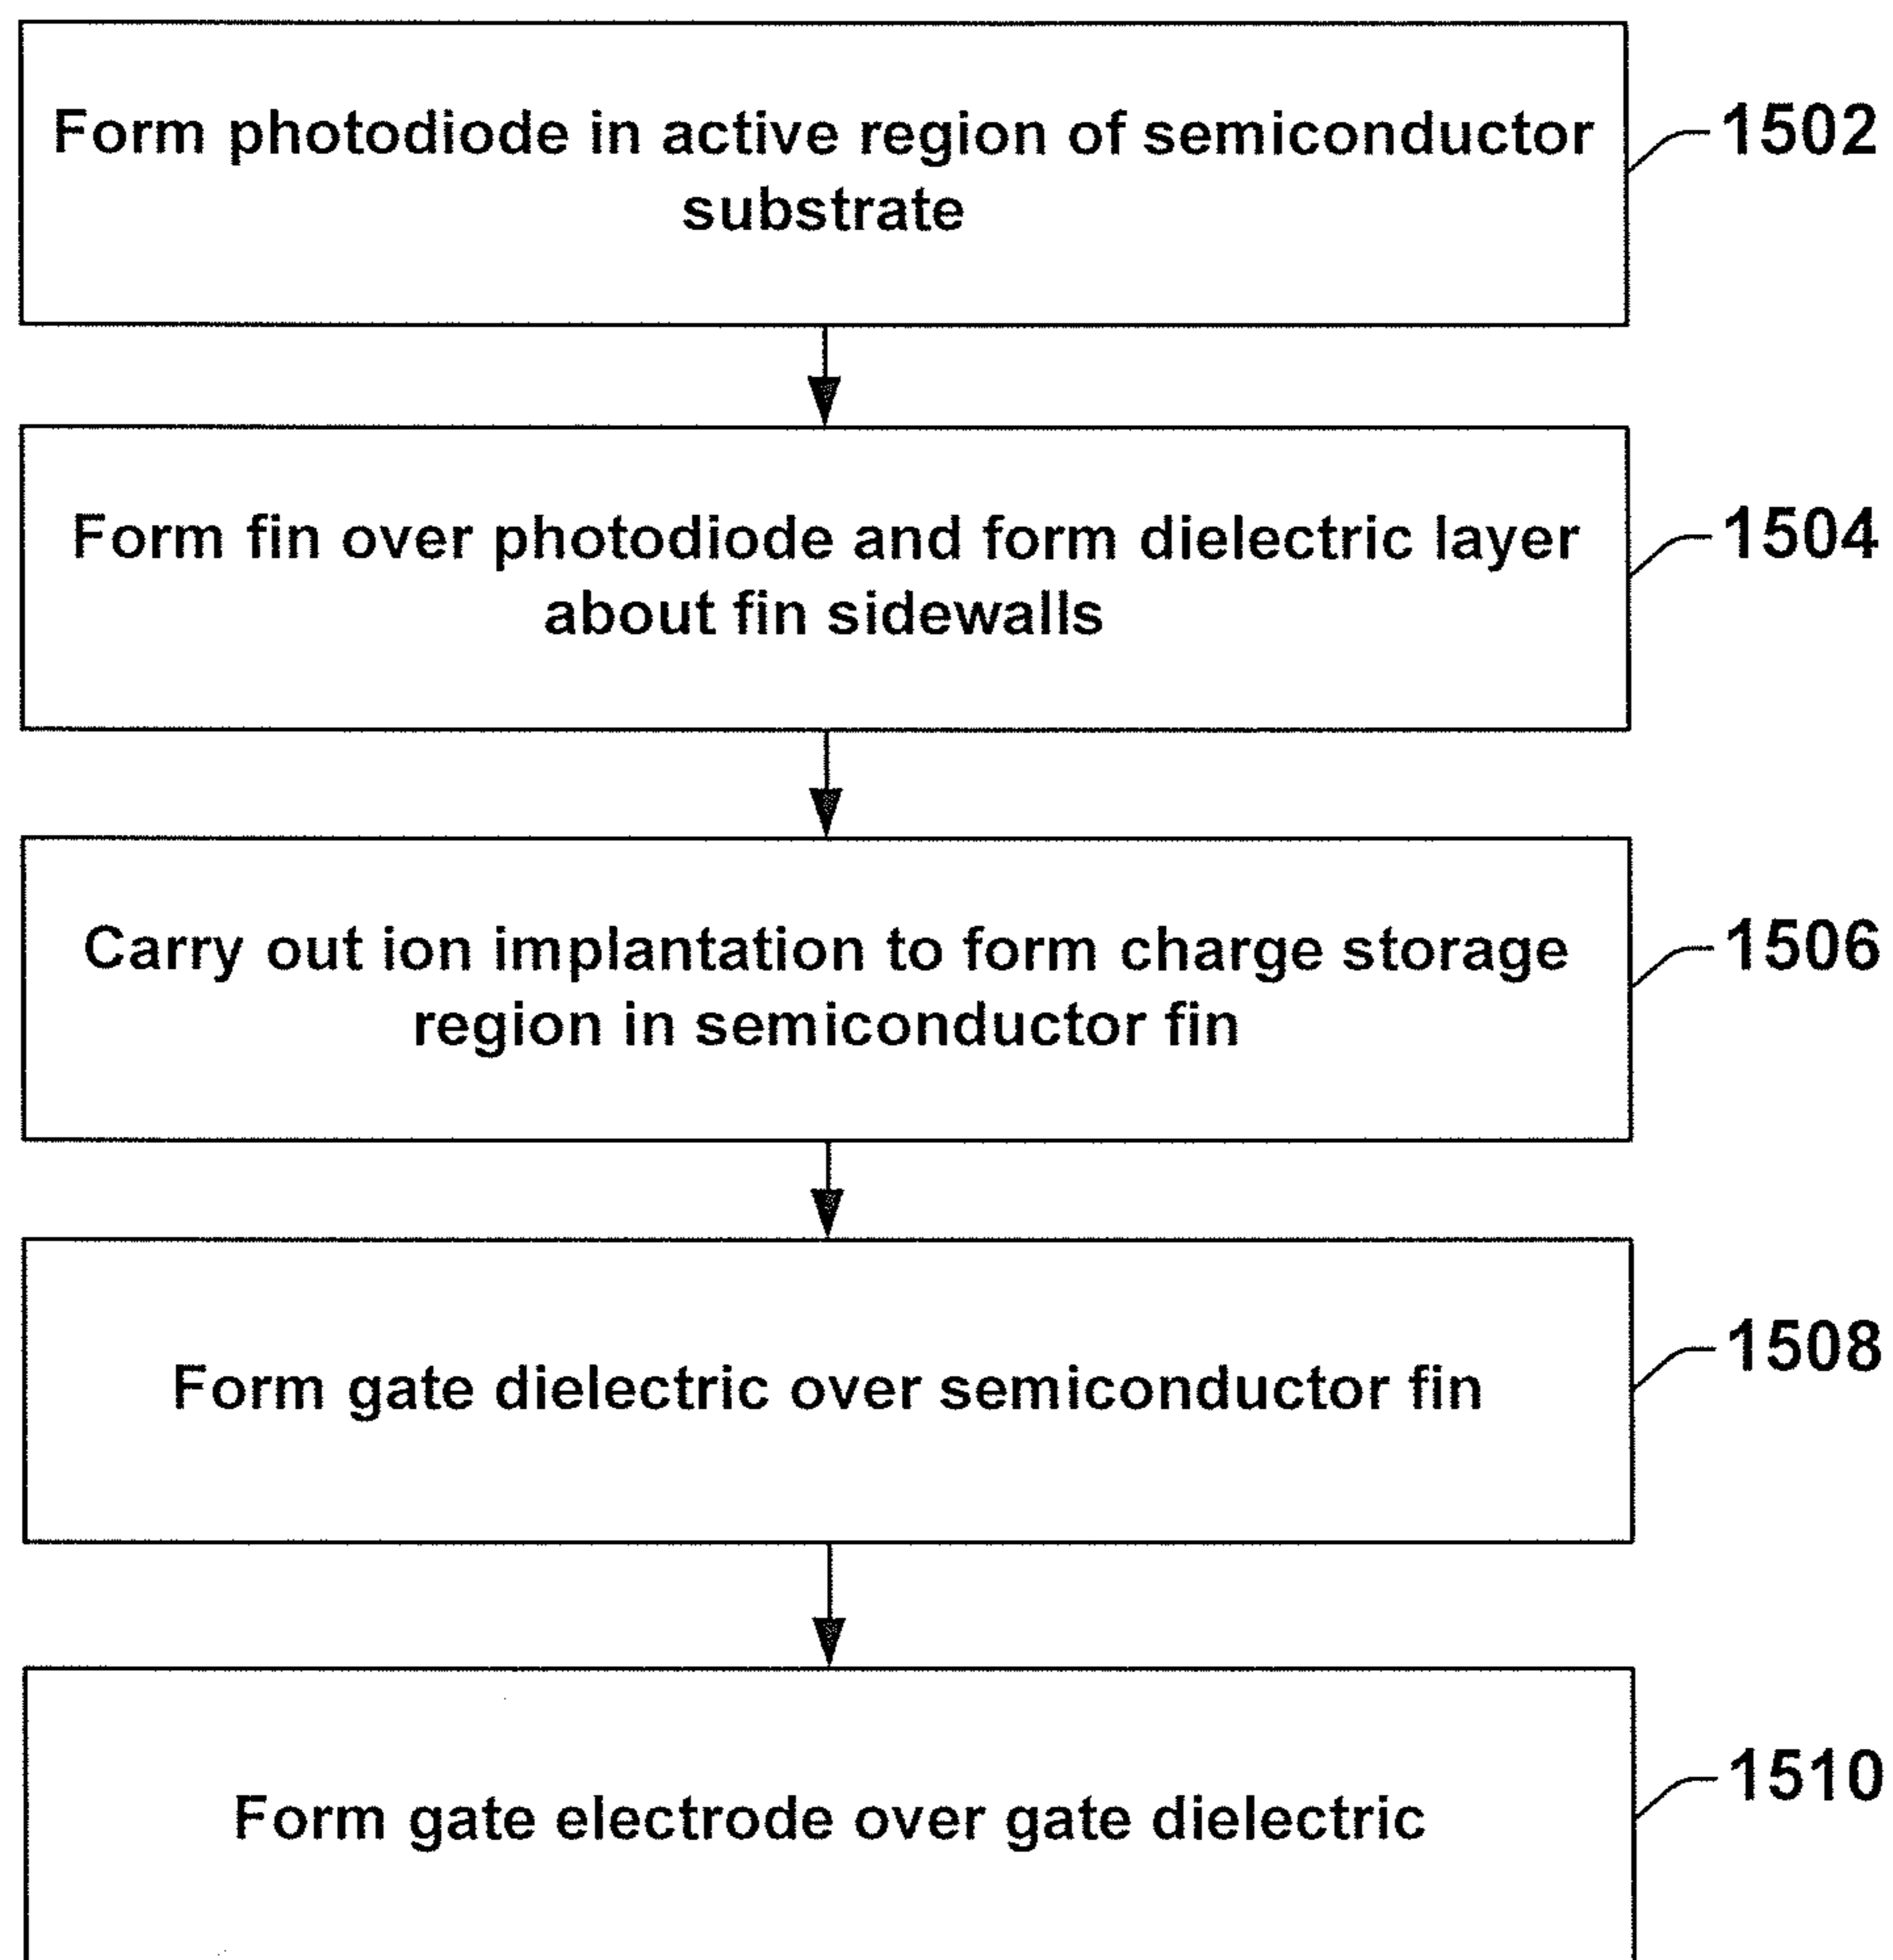 Form photodiode in active region of semiconductor
substrate
1502
Form fin over photodiode and form dielectric layer
about fin sidewalls
1504
Carry out ion implantation to form charge storage
region in semiconductor fin
1506
Form gate dielectric over semiconductor fin
1508
Form gate electrode over gate dielectric
1510